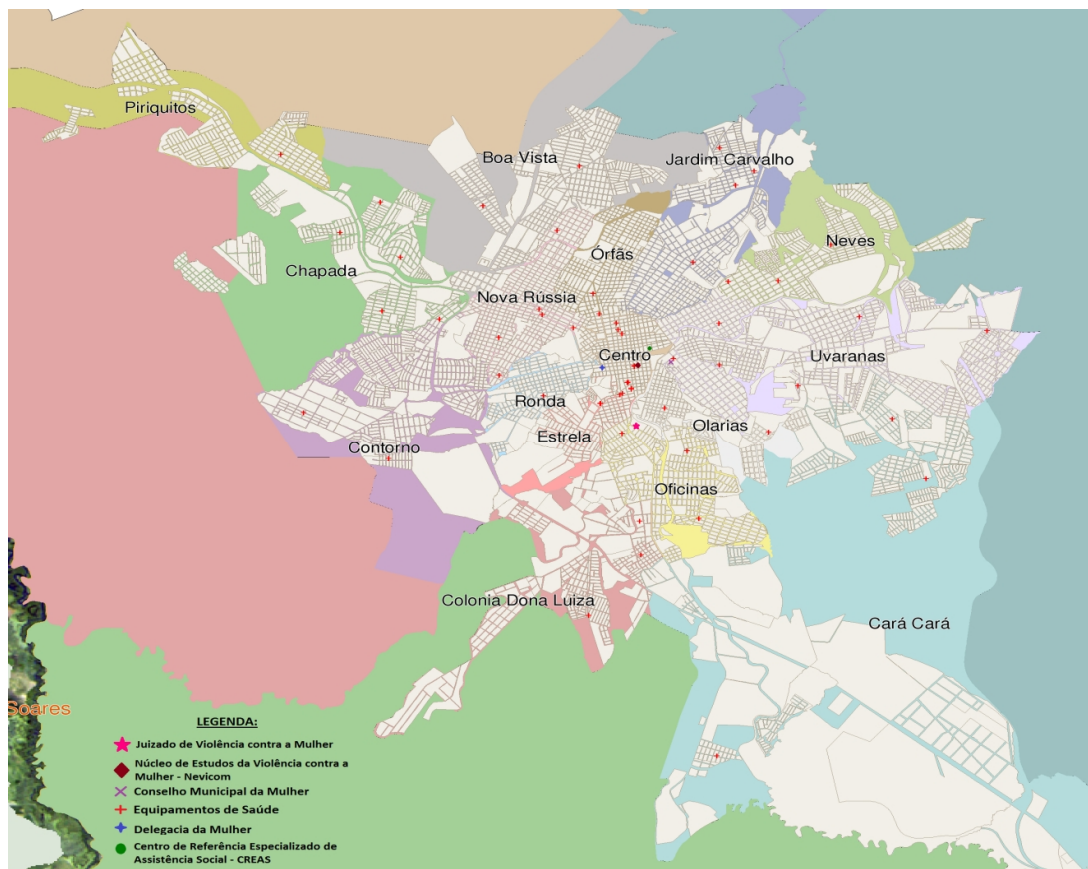 Piriquitos
Boa Vista
Jardim Carvalho
Neves
Órfãs
Chapada
Nova Rússia
Centro
Uvaranas
Ronda
Estrela
Olarias
Contorno
Oficinas
Colonia Dona Luiza
Cará Cará
Soares
LEGENDA:
Juizado de Violência contra a Mulher
Núcleo de Estudos da Violência contra a
Mulher - Nevicom
Conselho Municipal da Mulher
Equipamentos de Saúde
Delegacia da Mulher
Centro de Referência Especializado de
Assistência Social - CREAS